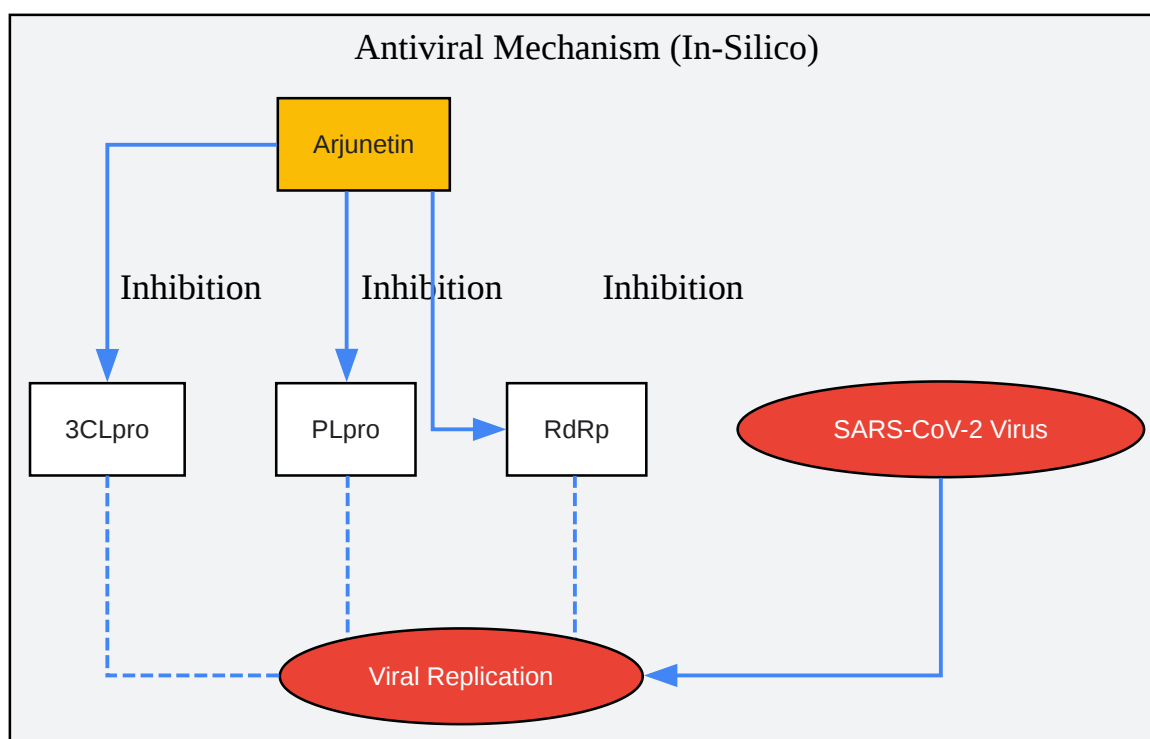 Antiviral Mechanism (In-Silico)
Arjunetin
Inhibition
Inhibition
Inhibition
3CLpro
PLpro
RdRp
SARS-CoV-2 Virus
Viral Replication